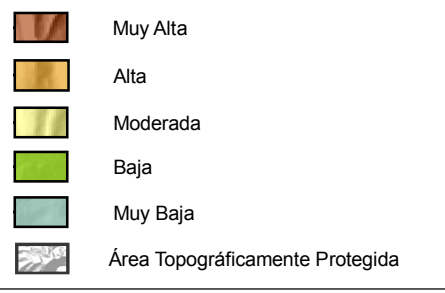 Muy Alta
Alta
Moderada
Baja
Muy Baja
Área Topográficamente Protegida